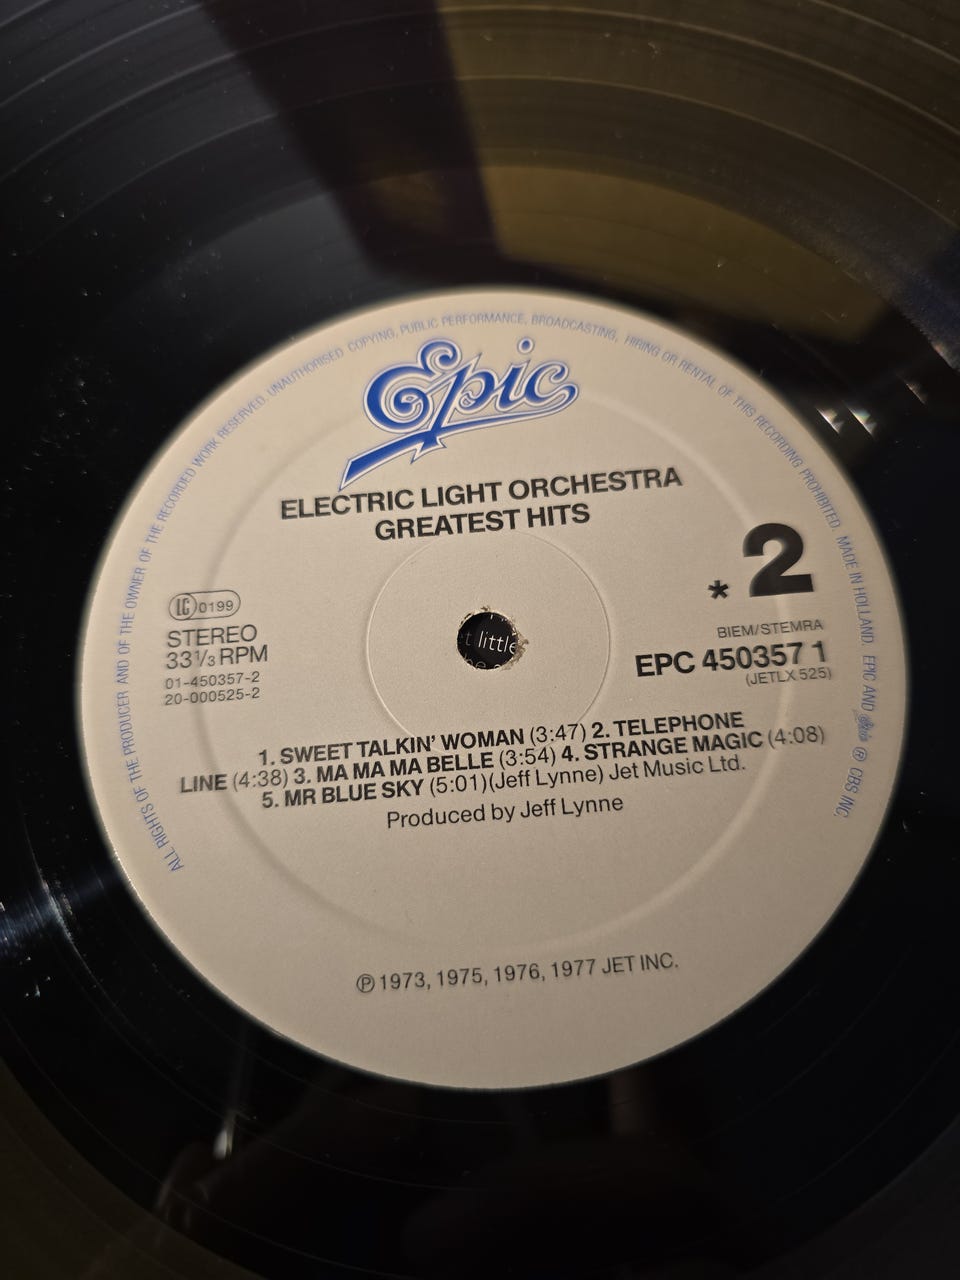 ALL RIGHTS OF THE PRODUCER AND OF THE OWNER OF THE RECORDED WORK RESERVED. UNAUTHORISED COPYING, PUBLIC PERFORMANCE, BROADCASTING, HIRING OR RENTAL OF THIS RECORDING PROHIBITED. MADE IN HOLLAND. EPIC AND Epic ® CBS INC.
Epic
ELECTRIC LIGHT ORCHESTRA
GREATEST HITS
* 2
LC 0199
STEREO
33 1/3 RPM
01-450357-2
20-000525-2
BIEM/STEMRA
EPC 450357 1
(JETLX 525)
1. SWEET TALKIN' WOMAN (3:47) 2. TELEPHONE
LINE (4:38) 3. MA MA MA BELLE (3:54) 4. STRANGE MAGIC (4:08)
5. MR BLUE SKY (5:01)(Jeff Lynne) Jet Music Ltd.
Produced by Jeff Lynne
℗ 1973, 1975, 1976, 1977 JET INC.
little